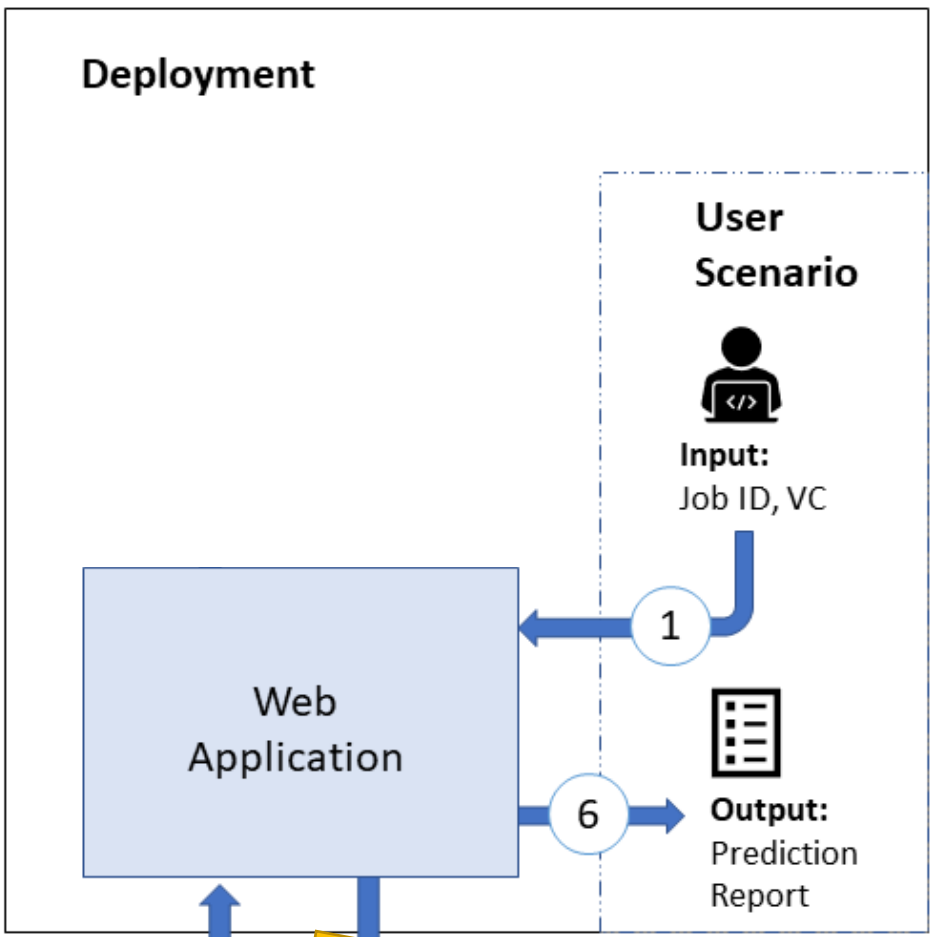 Deployment
User
Scenario
</>
Input:
Job ID, VC
1
Web
Application
6
Output:
Prediction
Report